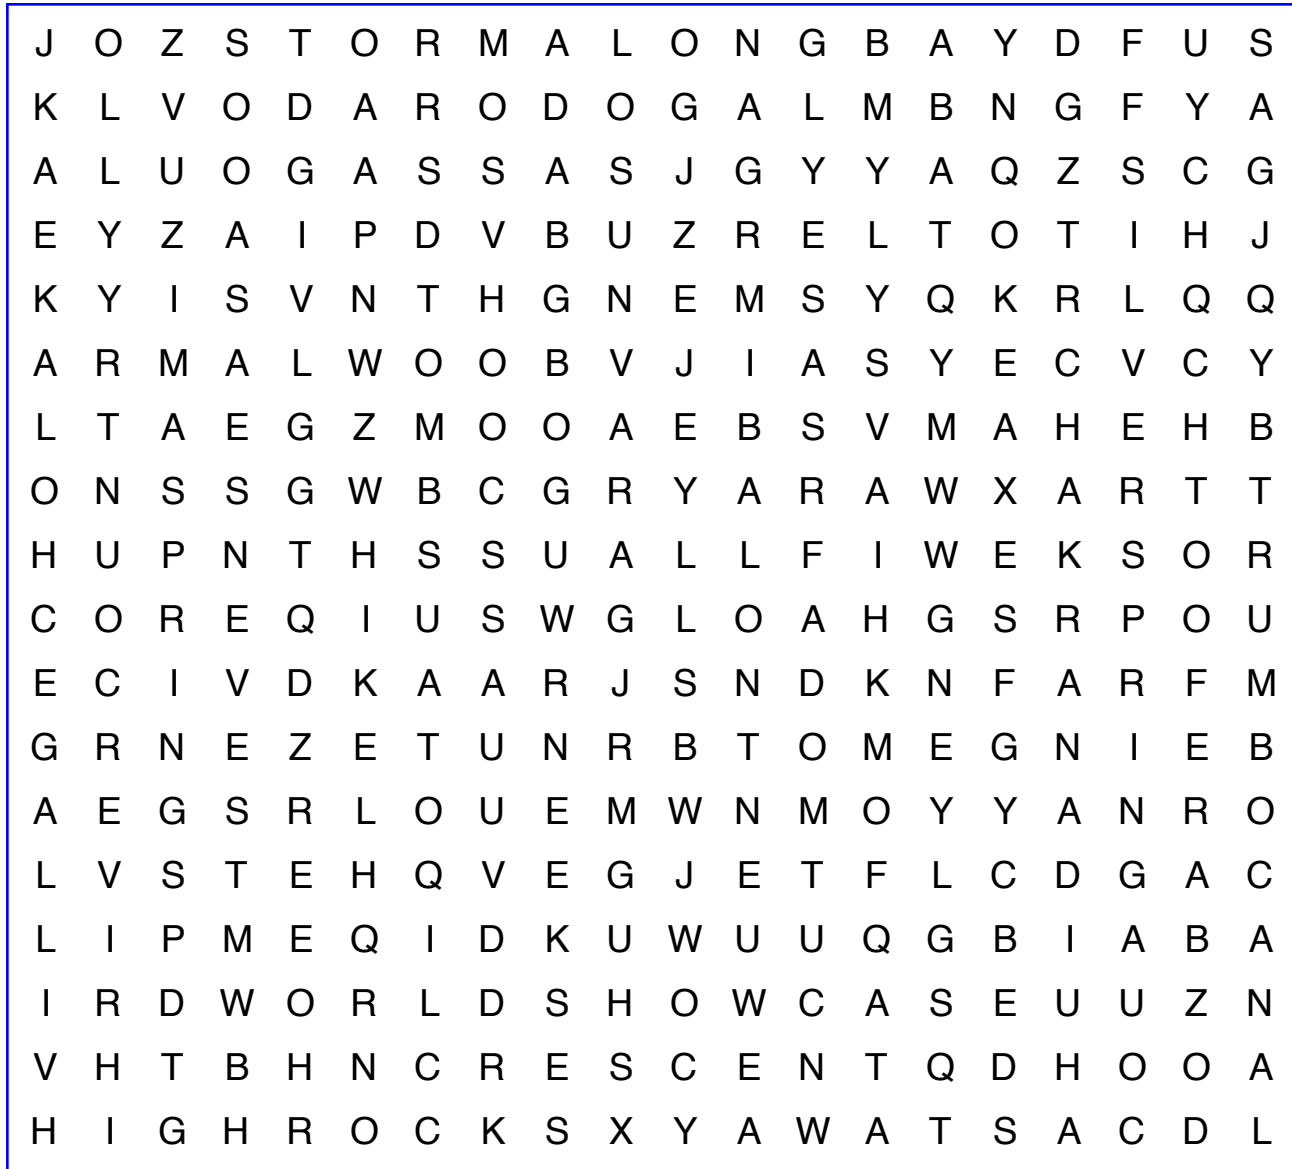 J O Z S T O R M A L O N G B A Y D F U S
K L V O D A R O D O G A L M B N G F Y A
A L U O G A S S A S J G Y Y A Q Z S C G
E Y Z A I P D V B U Z R E L T O T I H J
K Y I S V N T H G N E M S Y Q K R L Q Q
A R M A L W O O B V J I A S Y E C V C Y
L T A E G Z M O O A E B S V M A H E H B
O N S S G W B C G R Y A R A W X A R T T
H U P N T H S S U A L L F I W E K S O R
C O R E Q I U S W G L O A H G S R P O U
E C I V D K A A R J S N D K N F A R F M
G R N E Z E T U N R B T O M E G N I E B
A E G S R L O U E M W N M O Y Y A N R O
L V S T E H Q V E G J E T F L C D G A C
L I P M E Q I D K U W U U Q G B I A B A
I R D W O R L D S H O W C A S E U U Z N
V H T B H N C R E S C E N T Q D H O O A
H I G H R O C K S X Y A W A T S A C D L